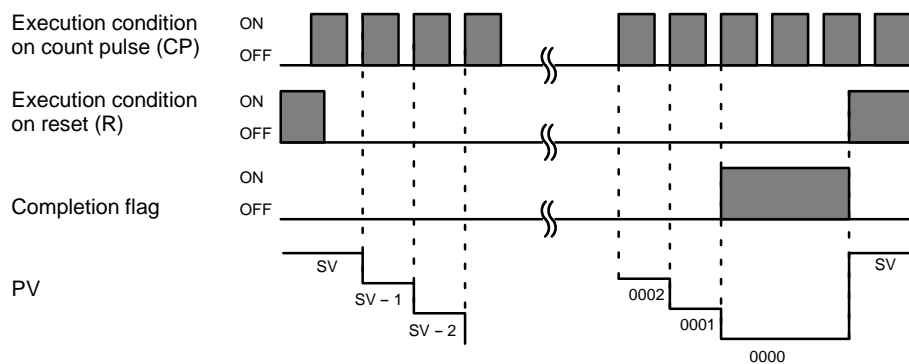 Execution condition
on count pulse (CP)
ON
OFF
Execution condition
on reset (R)
ON
OFF
Completion flag
ON
OFF
PV
SV
SV – 1
SV – 2
0002
0001
0000
SV